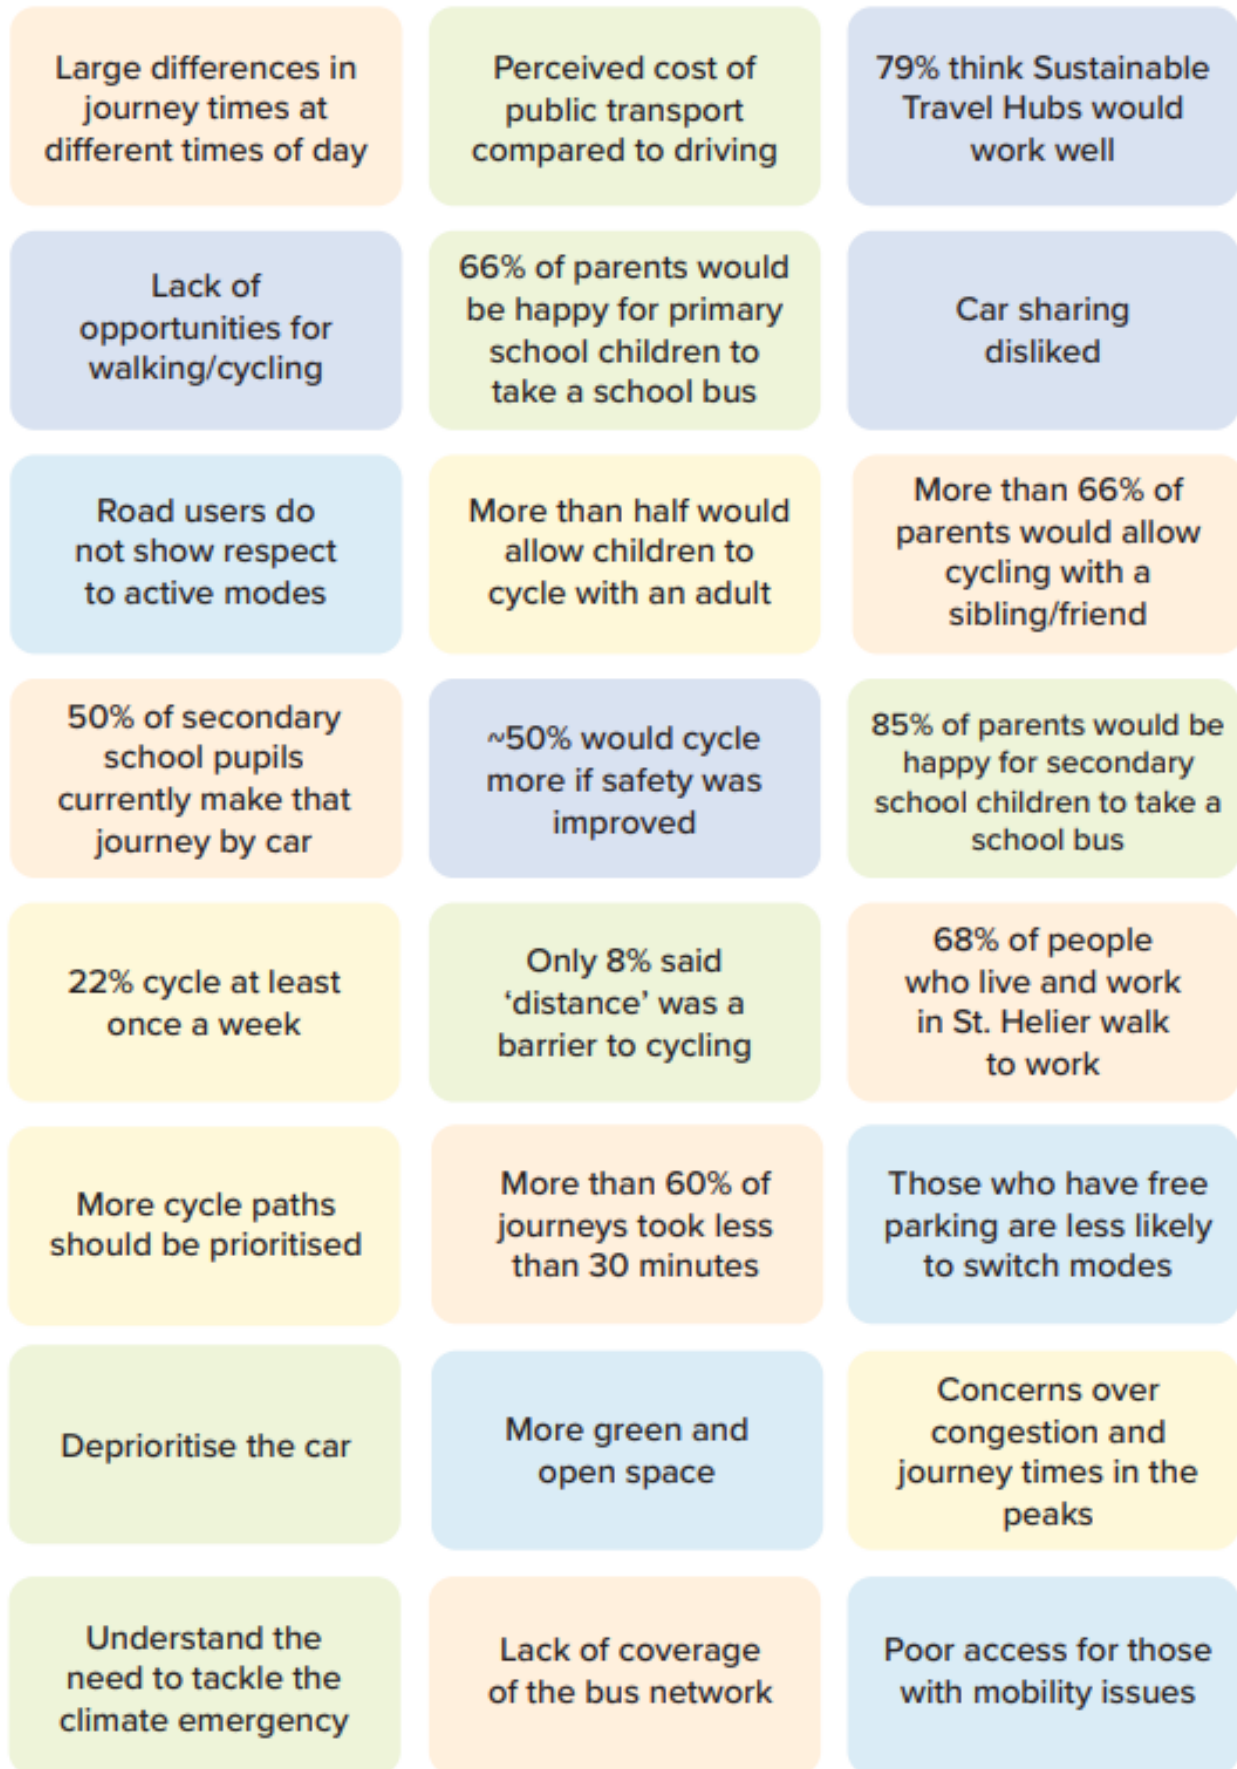 Large differences in
journey times at
different times of day
Perceived cost of
public transport
compared to driving
79% think Sustainable
Travel Hubs would
work well
Lack of
opportunities for
walking/cycling
66% of parents would
be happy for primary
school children to
take a school bus
Car sharing
disliked
Road users do
not show respect
to active modes
More than half would
allow children to
cycle with an adult
More than 66% of
parents would allow
cycling with a
sibling/friend
50% of secondary
school pupils
currently make that
journey by car
~50% would cycle
more if safety was
improved
85% of parents would be
happy for secondary
school children to take a
school bus
22% cycle at least
once a week
Only 8% said
‘distance’ was a
barrier to cycling
68% of people
who live and work
in St. Helier walk
to work
More cycle paths
should be prioritised
More than 60% of
journeys took less
than 30 minutes
Those who have free
parking are less likely
to switch modes
Deprioritise the car
More green and
open space
Concerns over
congestion and
journey times in the
peaks
Understand the
need to tackle the
climate emergency
Lack of coverage
of the bus network
Poor access for those
with mobility issues